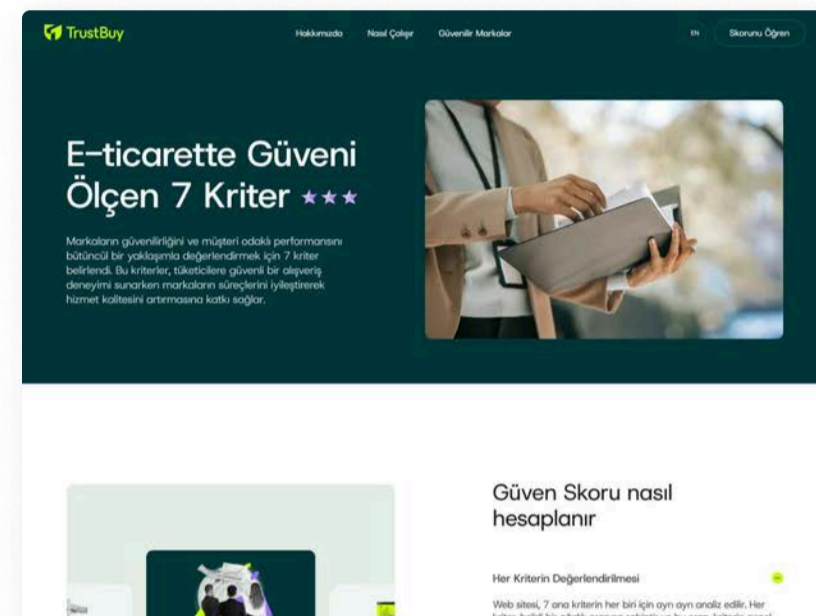 TrustBuy
Hakkımızda
Nasıl Çalışır
Güvenilir Markalar
EN
Skorunu Öğren
E-ticarette Güveni
Ölçen 7 Kriter
Markaların güvenilirliğini ve müşteri odaklı performansını
bütüncül bir yaklaşımla değerlendirmek için 7 kriter
belirlendi. Bu kriterler, tüketicilere güvenli bir alışveriş
deneyimi sunarken markaların süreçlerini iyileştirerek
hizmet kalitesini artırmasına katkı sağlar.
Güven Skoru nasıl
hesaplanır
Her Kriterin Değerlendirilmesi
Web sitesi, 7 ana kriterin her biri için ayrı ayrı analiz edilir. Her